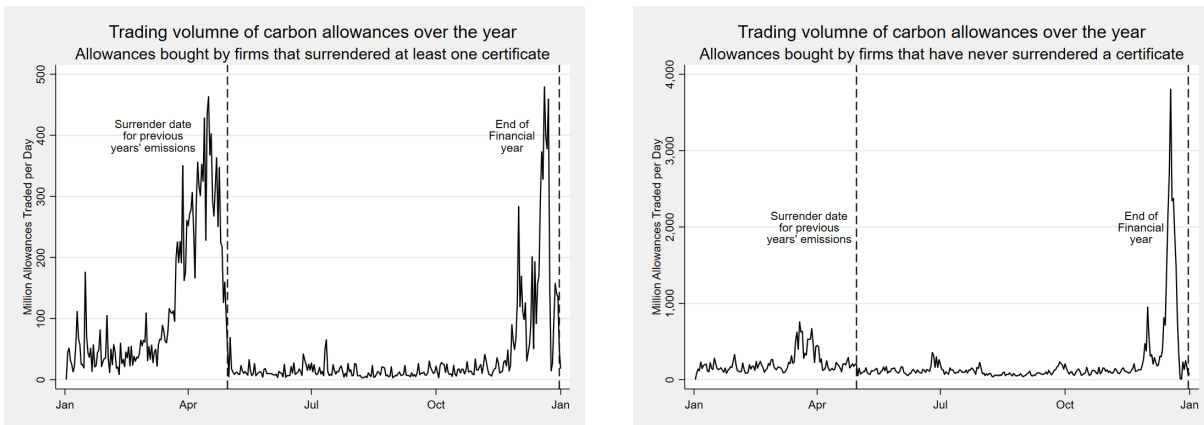 Trading volumne of carbon allowances over the year
Allowances bought by firms that surrendered at least one certificate
Million Allowances Traded per Day
500
400
300
200
100
0
Surrender date
for previous
years' emissions
End of
Financial
year
Jan
Apr
Jul
Oct
Jan
Trading volumne of carbon allowances over the year
Allowances bought by firms that have never surrendered a certificate
Million Allowances Traded per Day
4,000
3,000
2,000
1,000
0
Surrender date
for previous
years' emissions
End of
Financial
year
Jan
Apr
Jul
Oct
Jan